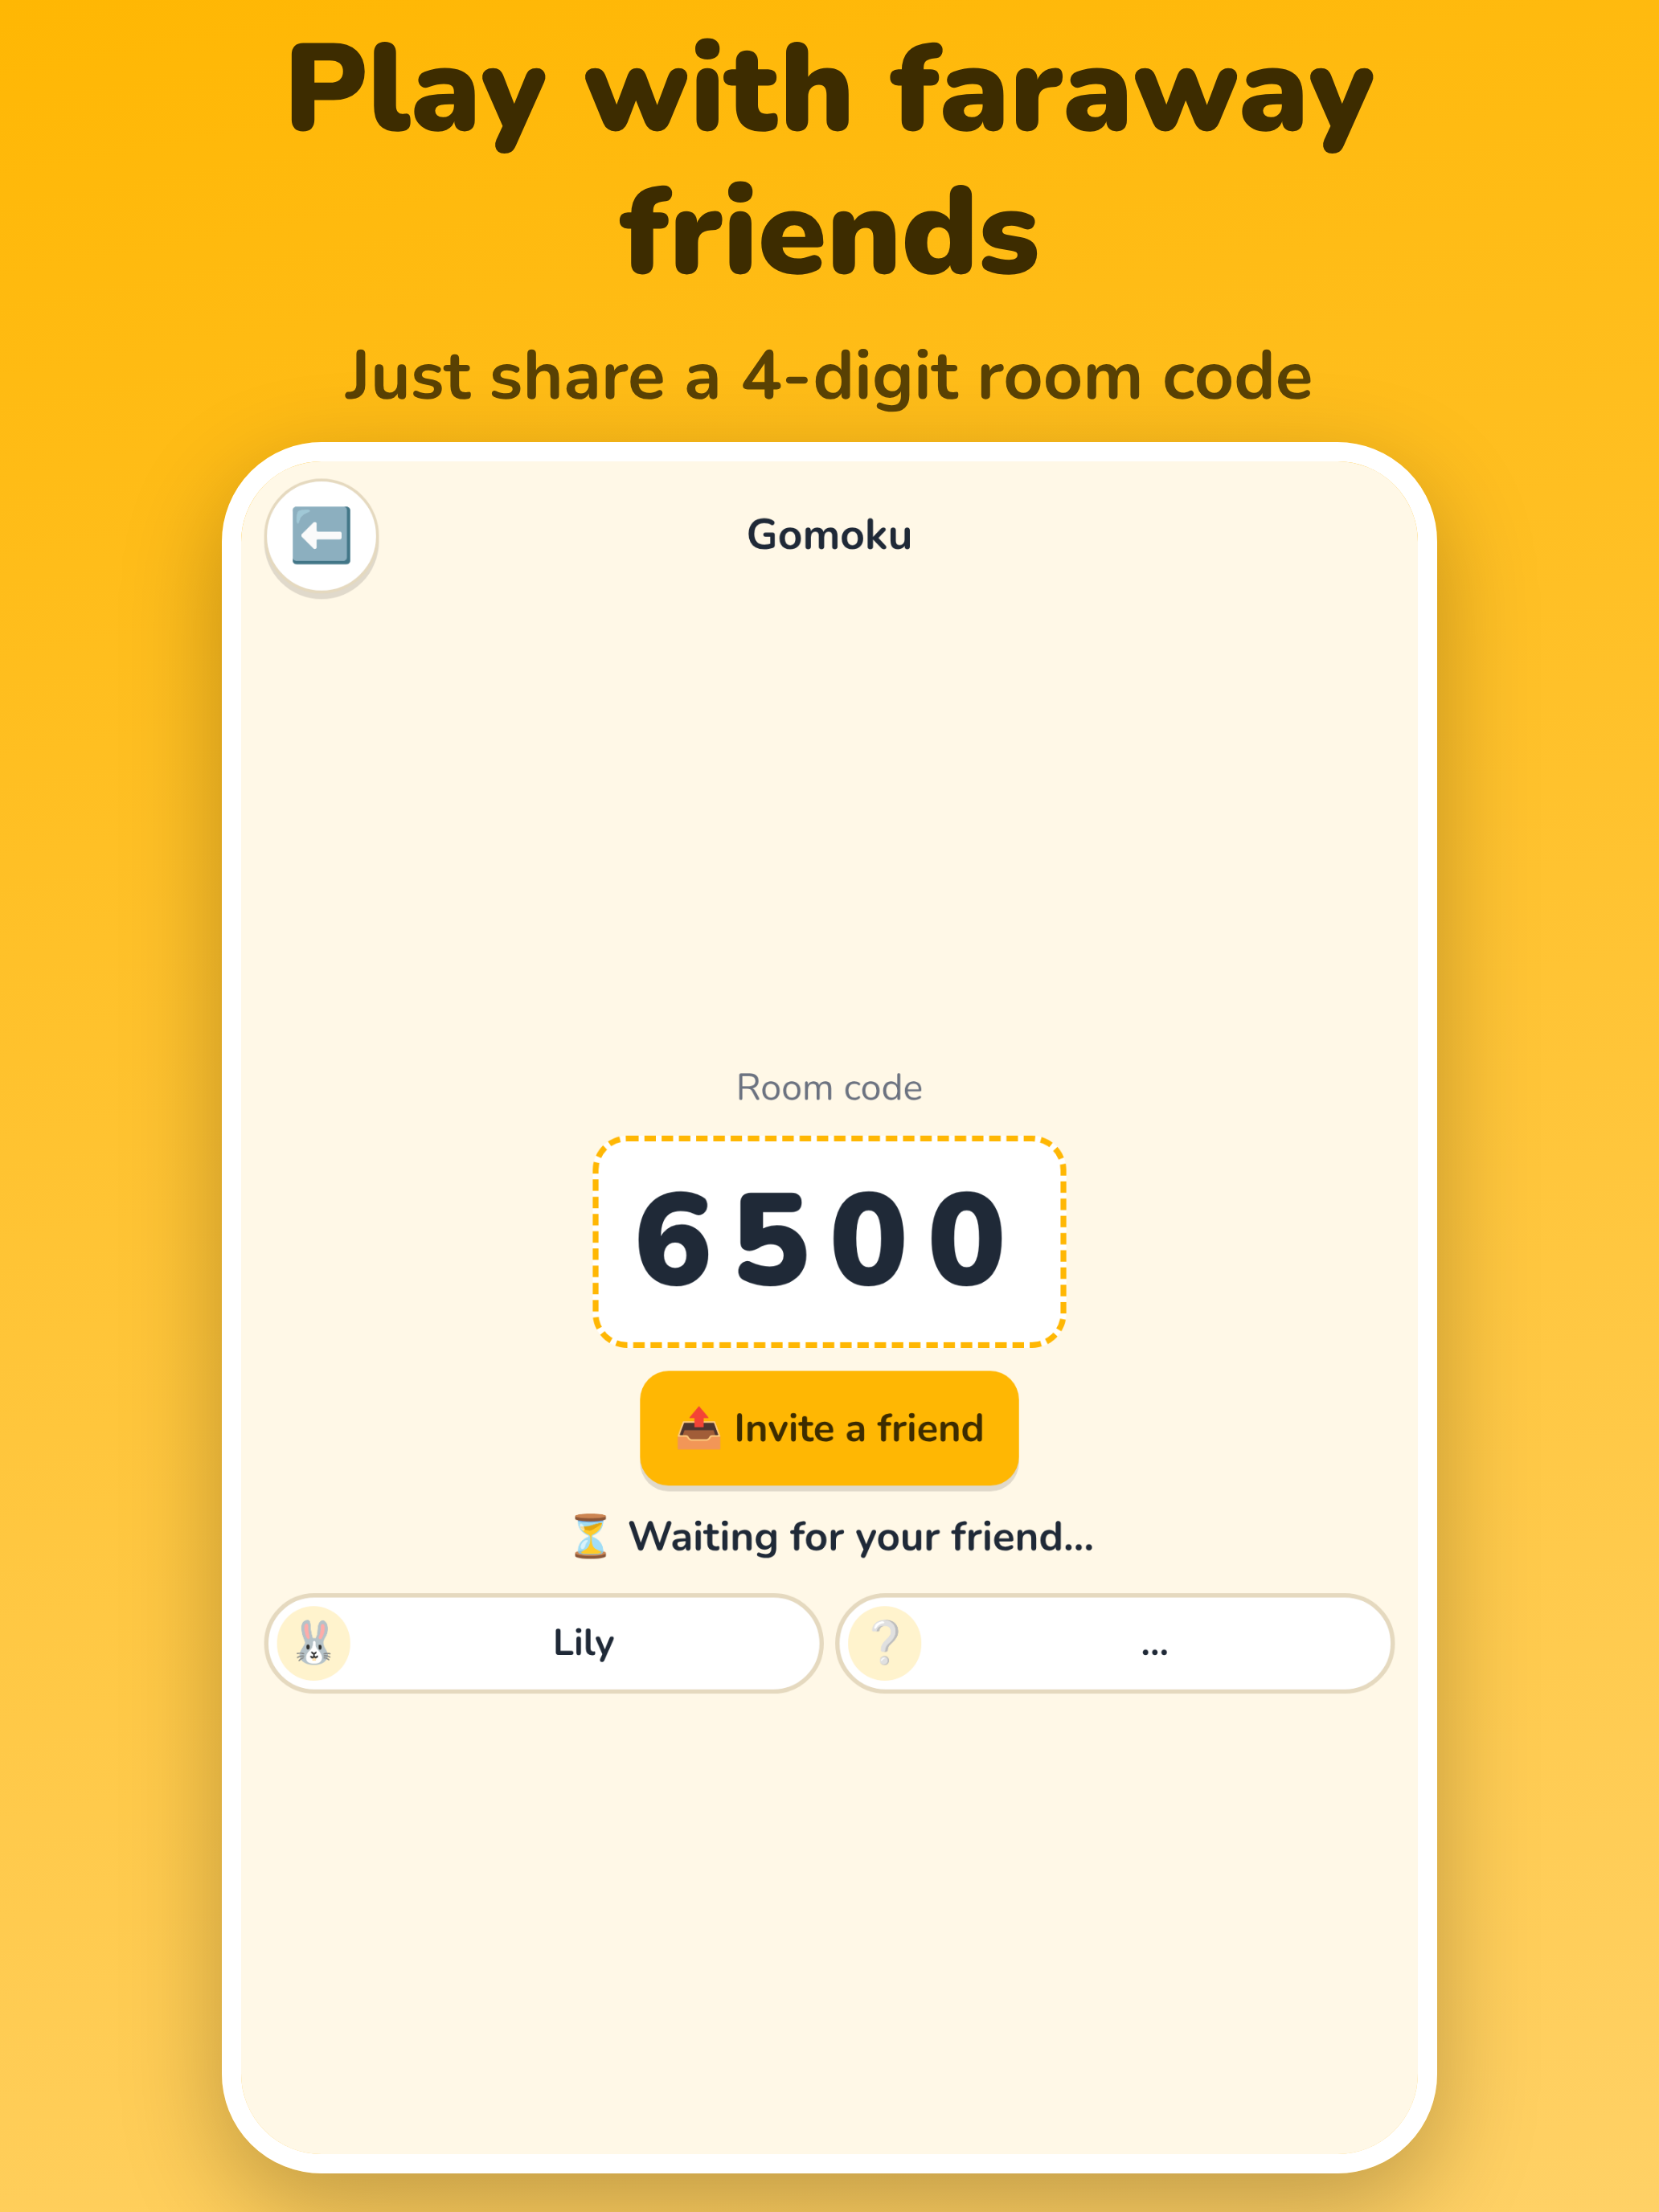 Play with faraway
friends
Just share a 4-digit room code
Gomoku
Room code
6500
Invite a friend
Waiting for your friend...
Lily
...